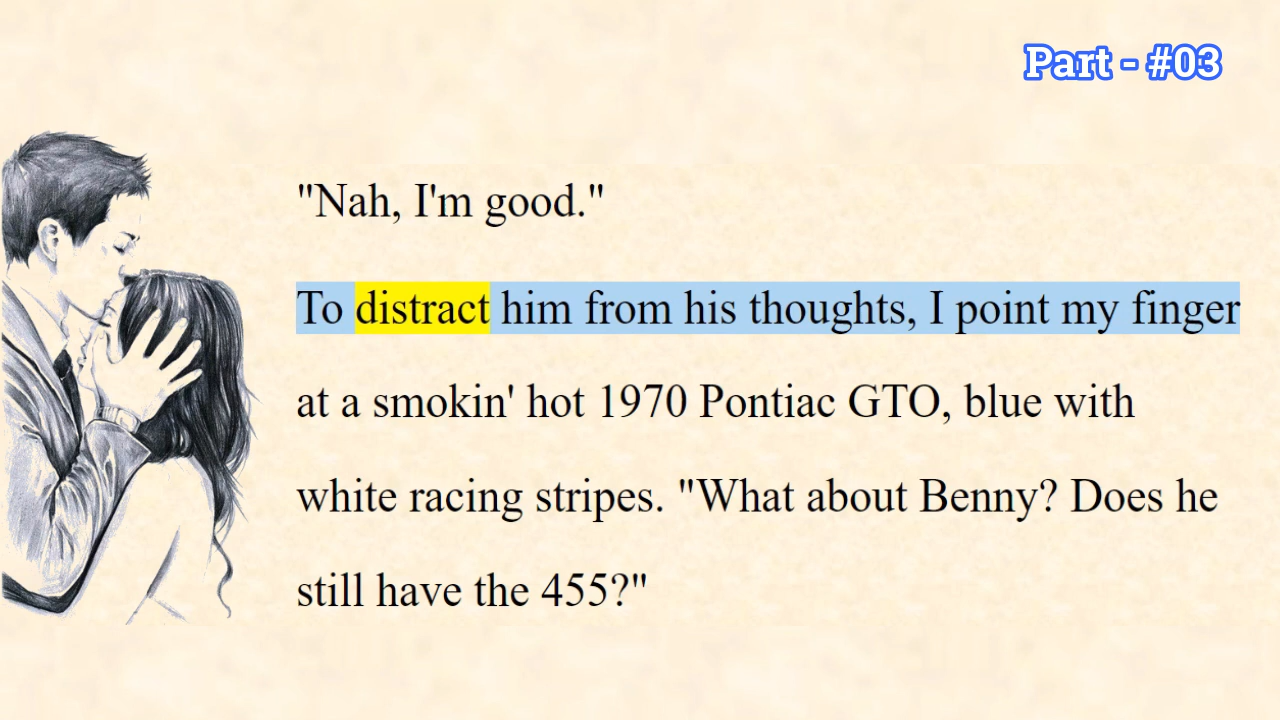 Part - #03
"Nah, I'm good."
To distract him from his thoughts, I point my finger
at a smokin' hot 1970 Pontiac GTO, blue with
white racing stripes. "What about Benny? Does he
still have the 455?"